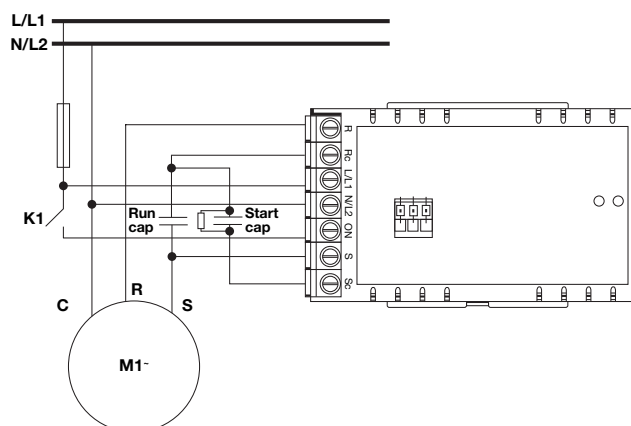 L/L1
N/L2
R
Rc
L/L1
N/L2
ON
S
Sc
K1
Run
cap
Start
cap
C
R
S
M1~